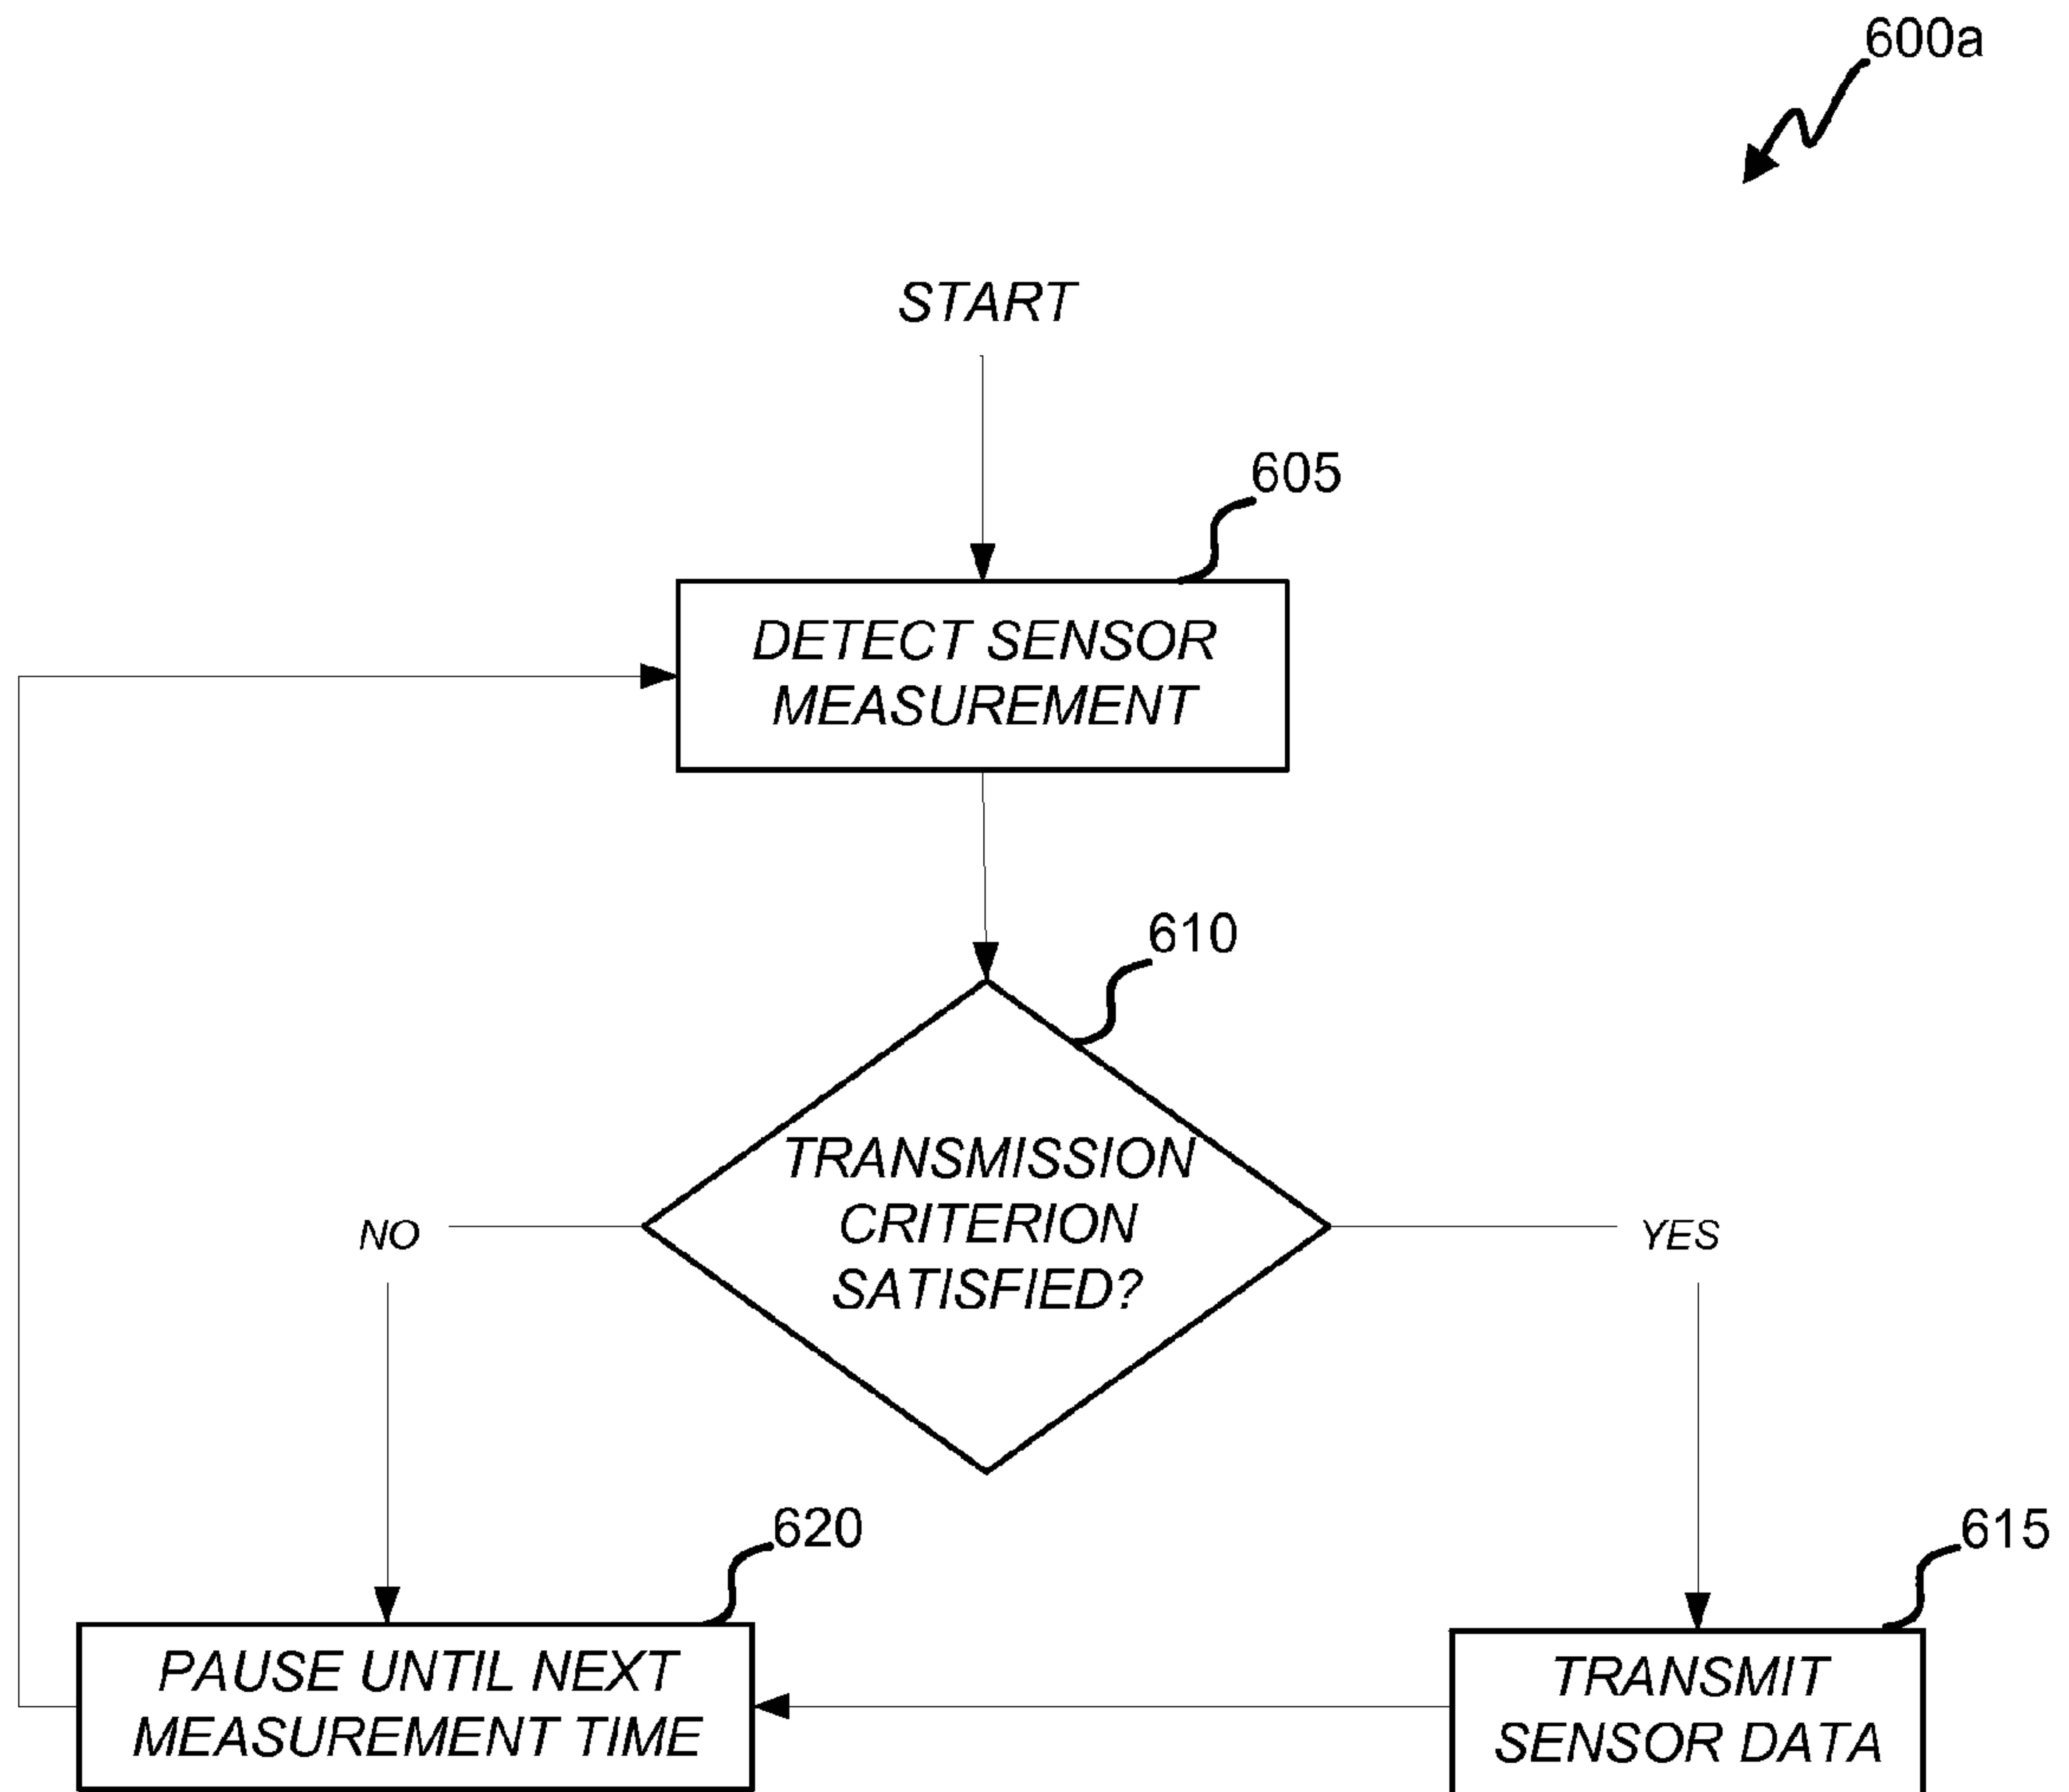 600a
START
605
DETECT SENSOR
MEASUREMENT
610
TRANSMISSION
CRITERION
SATISFIED?
NO
YES
620
PAUSE UNTIL NEXT
MEASUREMENT TIME
615
TRANSMIT
SENSOR DATA